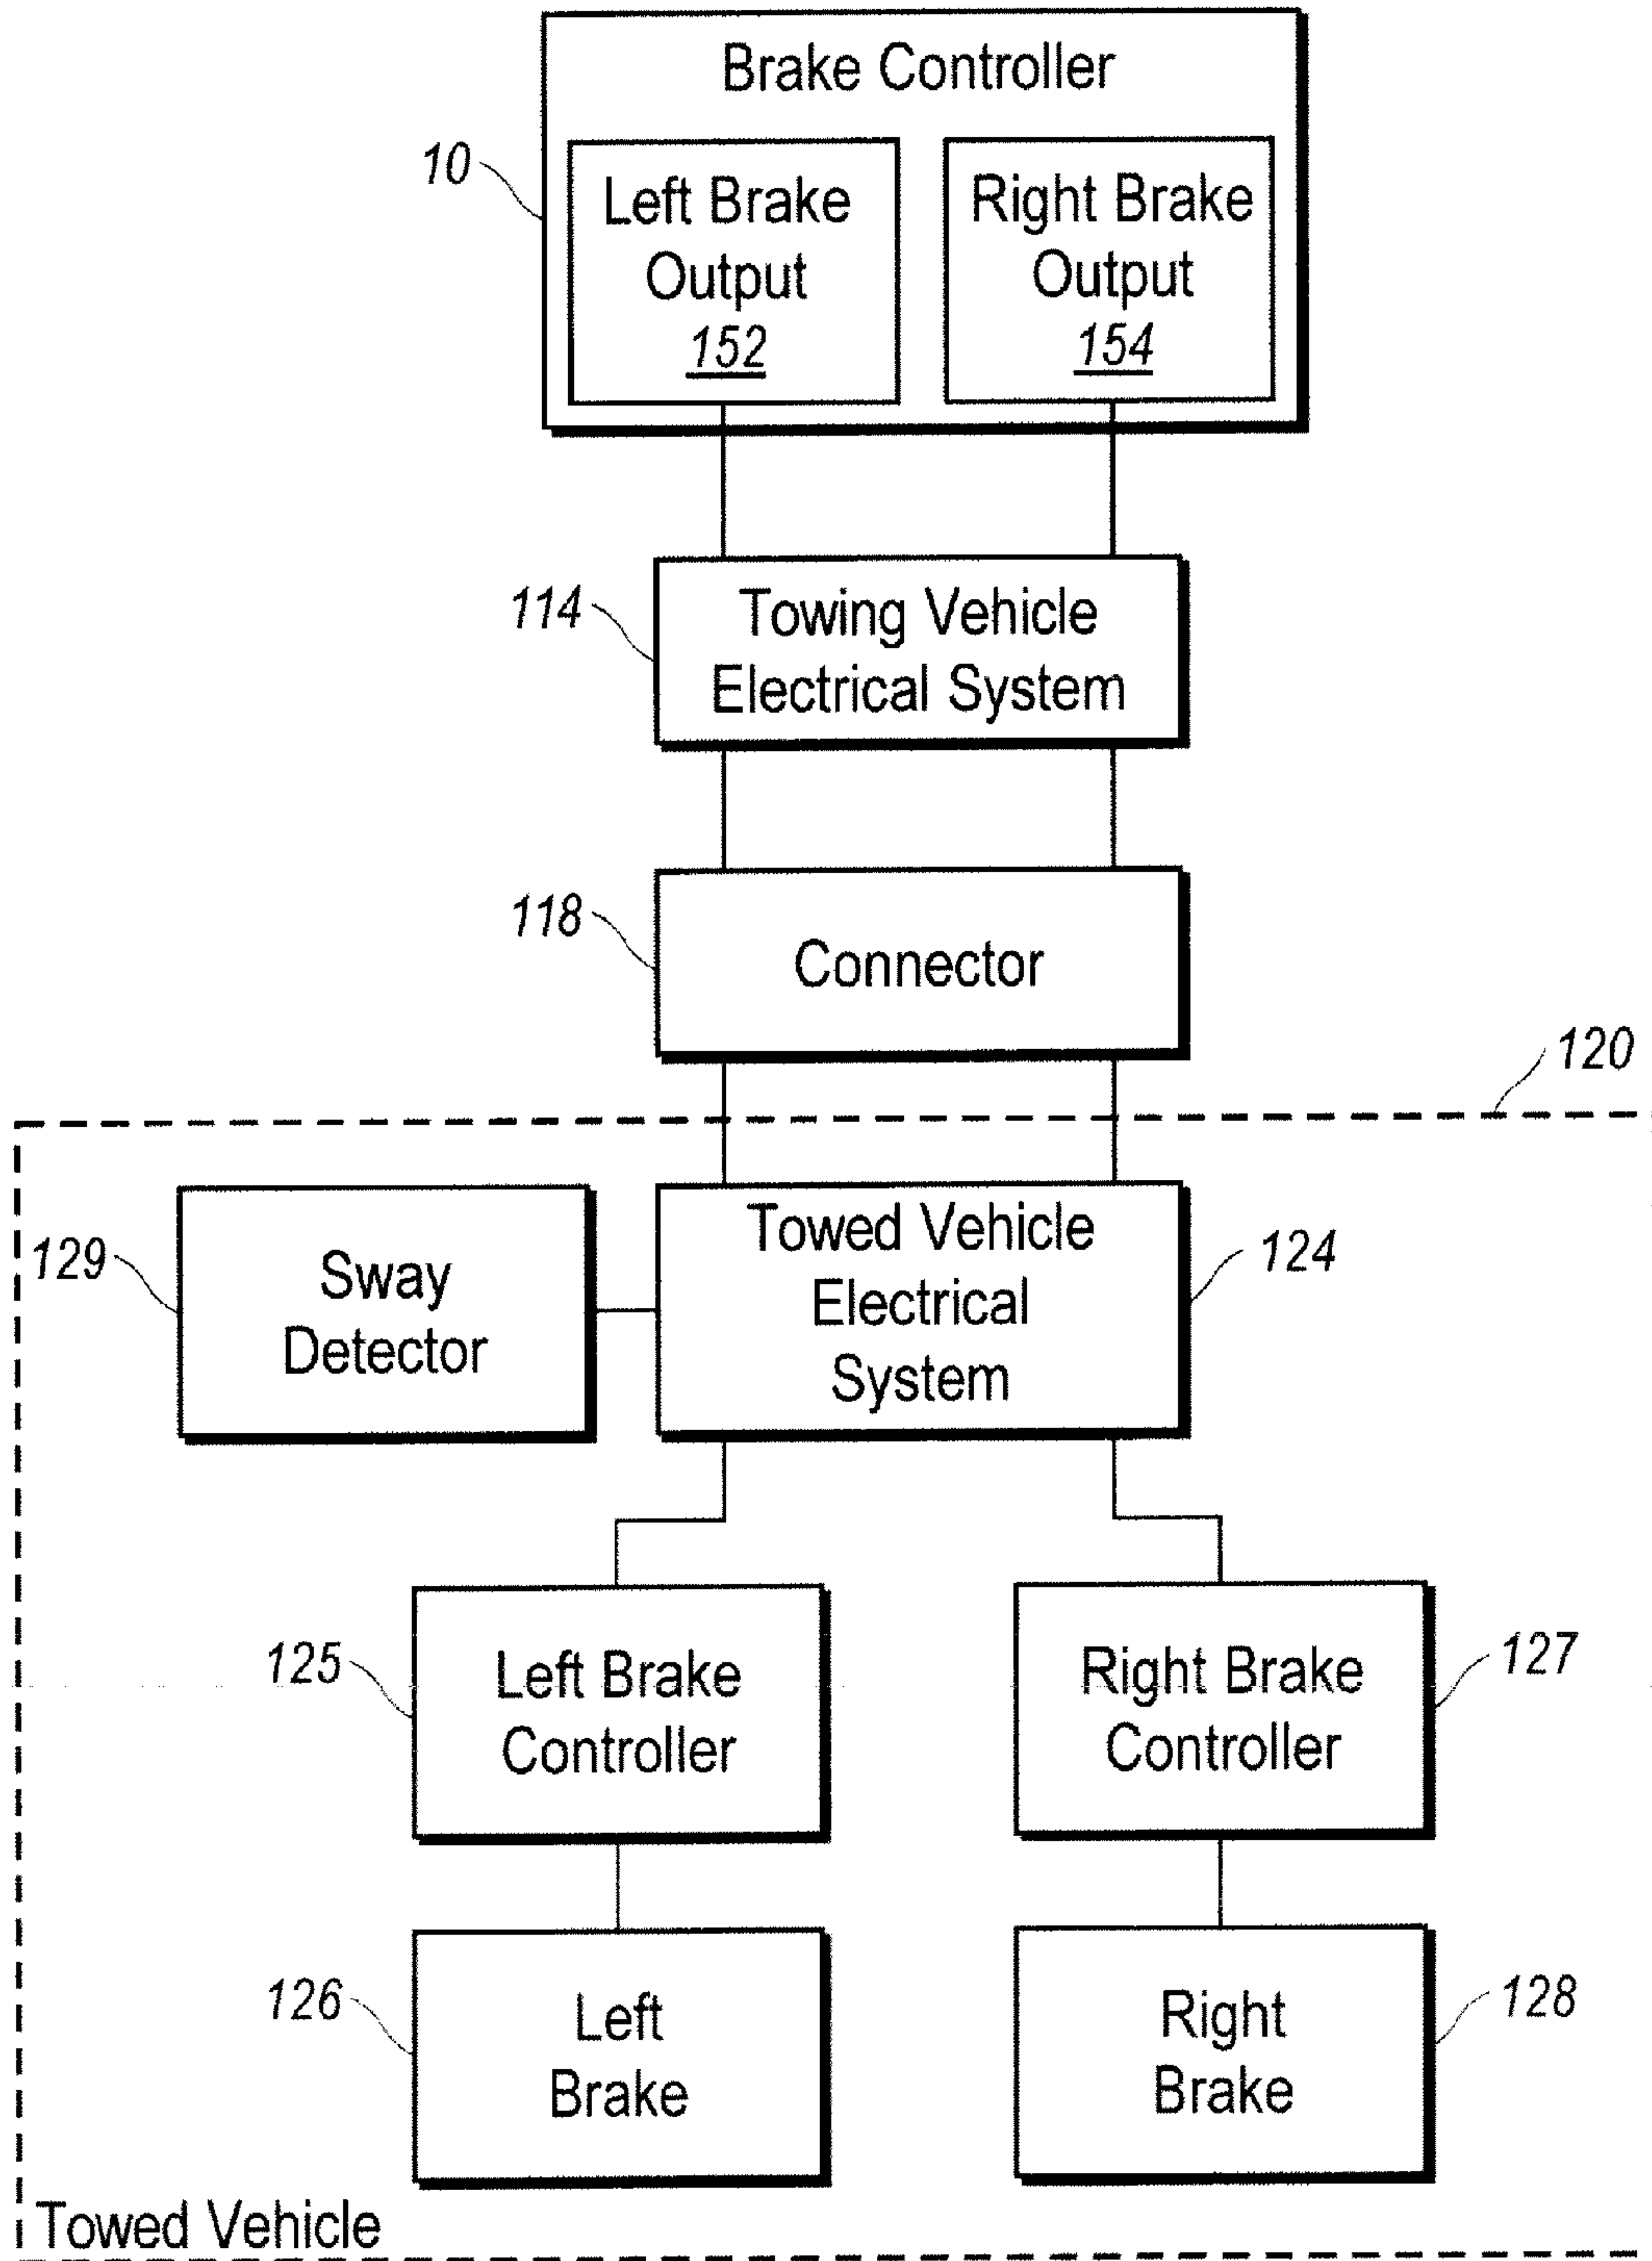 Brake Controller
10
Left Brake
Output
152
Right Brake
Output
154
114
Towing Vehicle
Electrical System
118
Connector
120
129
Sway
Detector
Towed Vehicle
Electrical
System
124
125
Left Brake
Controller
Right Brake
Controller
127
126
Left
Brake
Right
Brake
128
Towed Vehicle